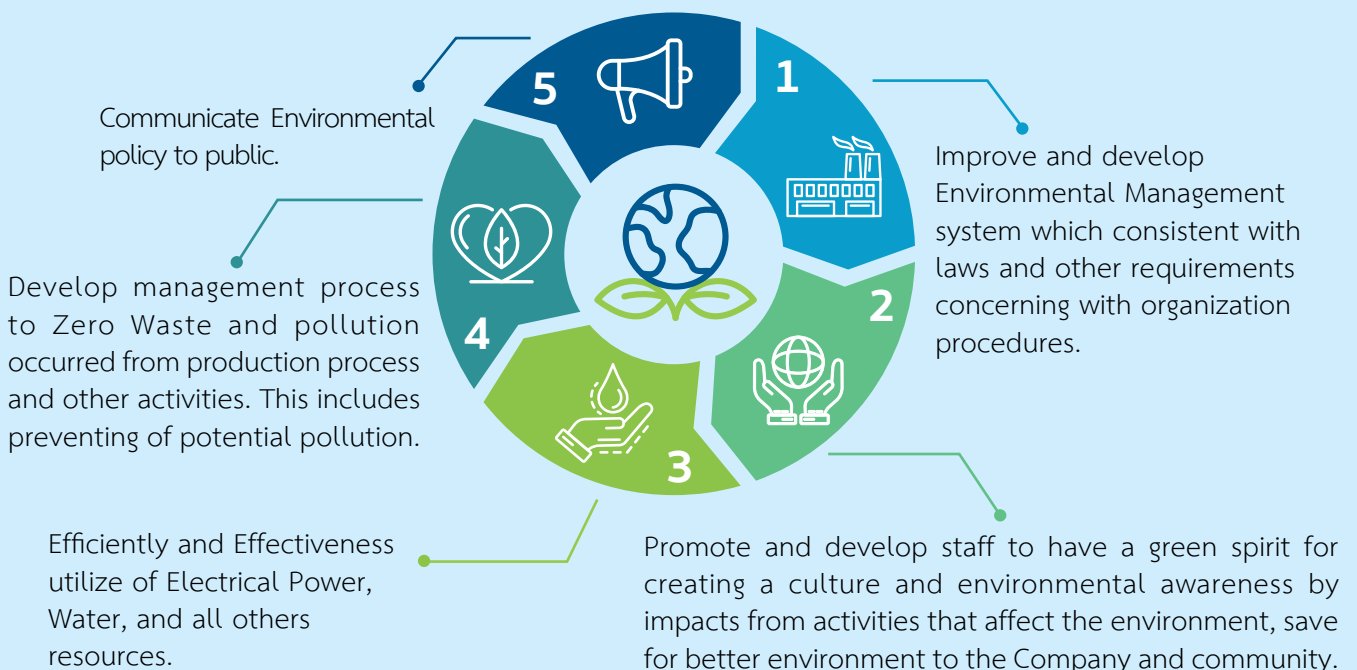 1
Improve and develop
Environmental Management
system which consistent with
laws and other requirements
concerning with organization
procedures.
2
Promote and develop staff to have a green spirit for
creating a culture and environmental awareness by
impacts from activities that affect the environment, save
for better environment to the Company and community.
3
Efficiently and Effectiveness
utilize of Electrical Power,
Water, and all others
resources.
4
Develop management process
to Zero Waste and pollution
occurred from production process
and other activities. This includes
preventing of potential pollution.
5
Communicate Environmental
policy to public.